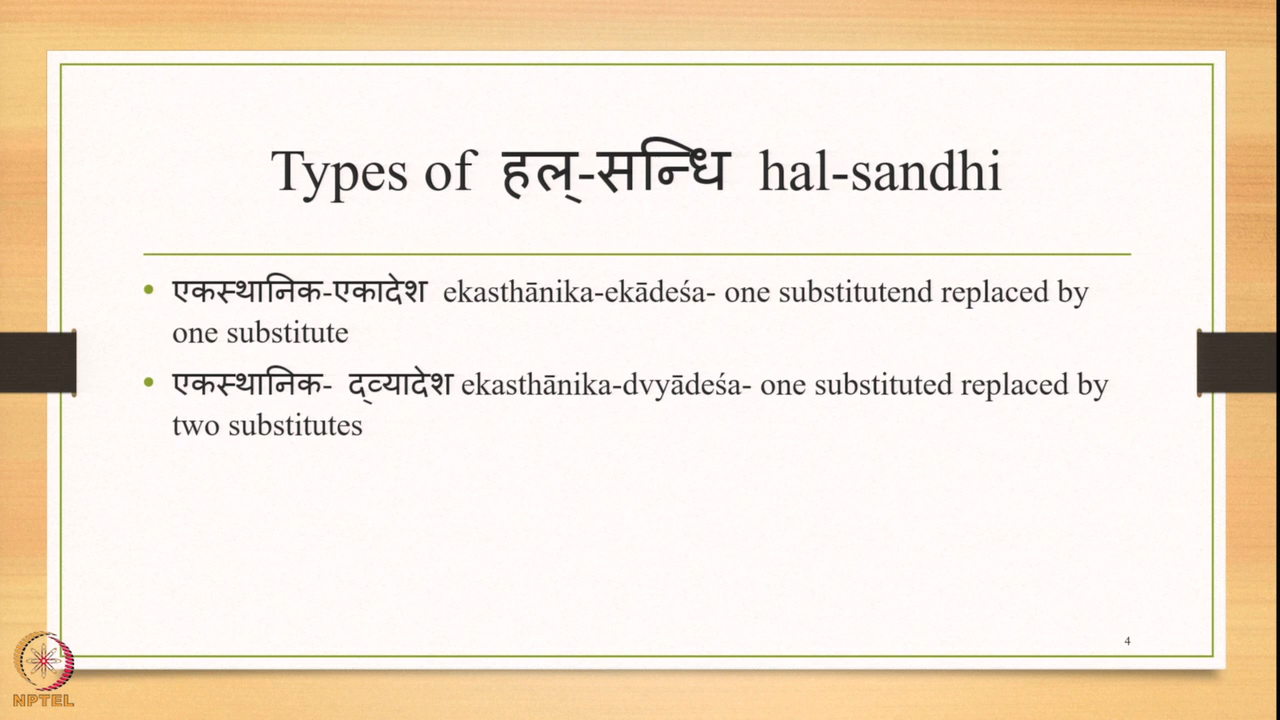 Types of हल्-सन्धि hal-sandhi
• एकस्थानिक-एकादेश ekasthānika-ekādeśa- one substitutend replaced by
one substitute
• एकस्थानिक- द्व्यादेश ekasthānika-dvyādeśa- one substituted replaced by
two substitutes
4
NPTEL